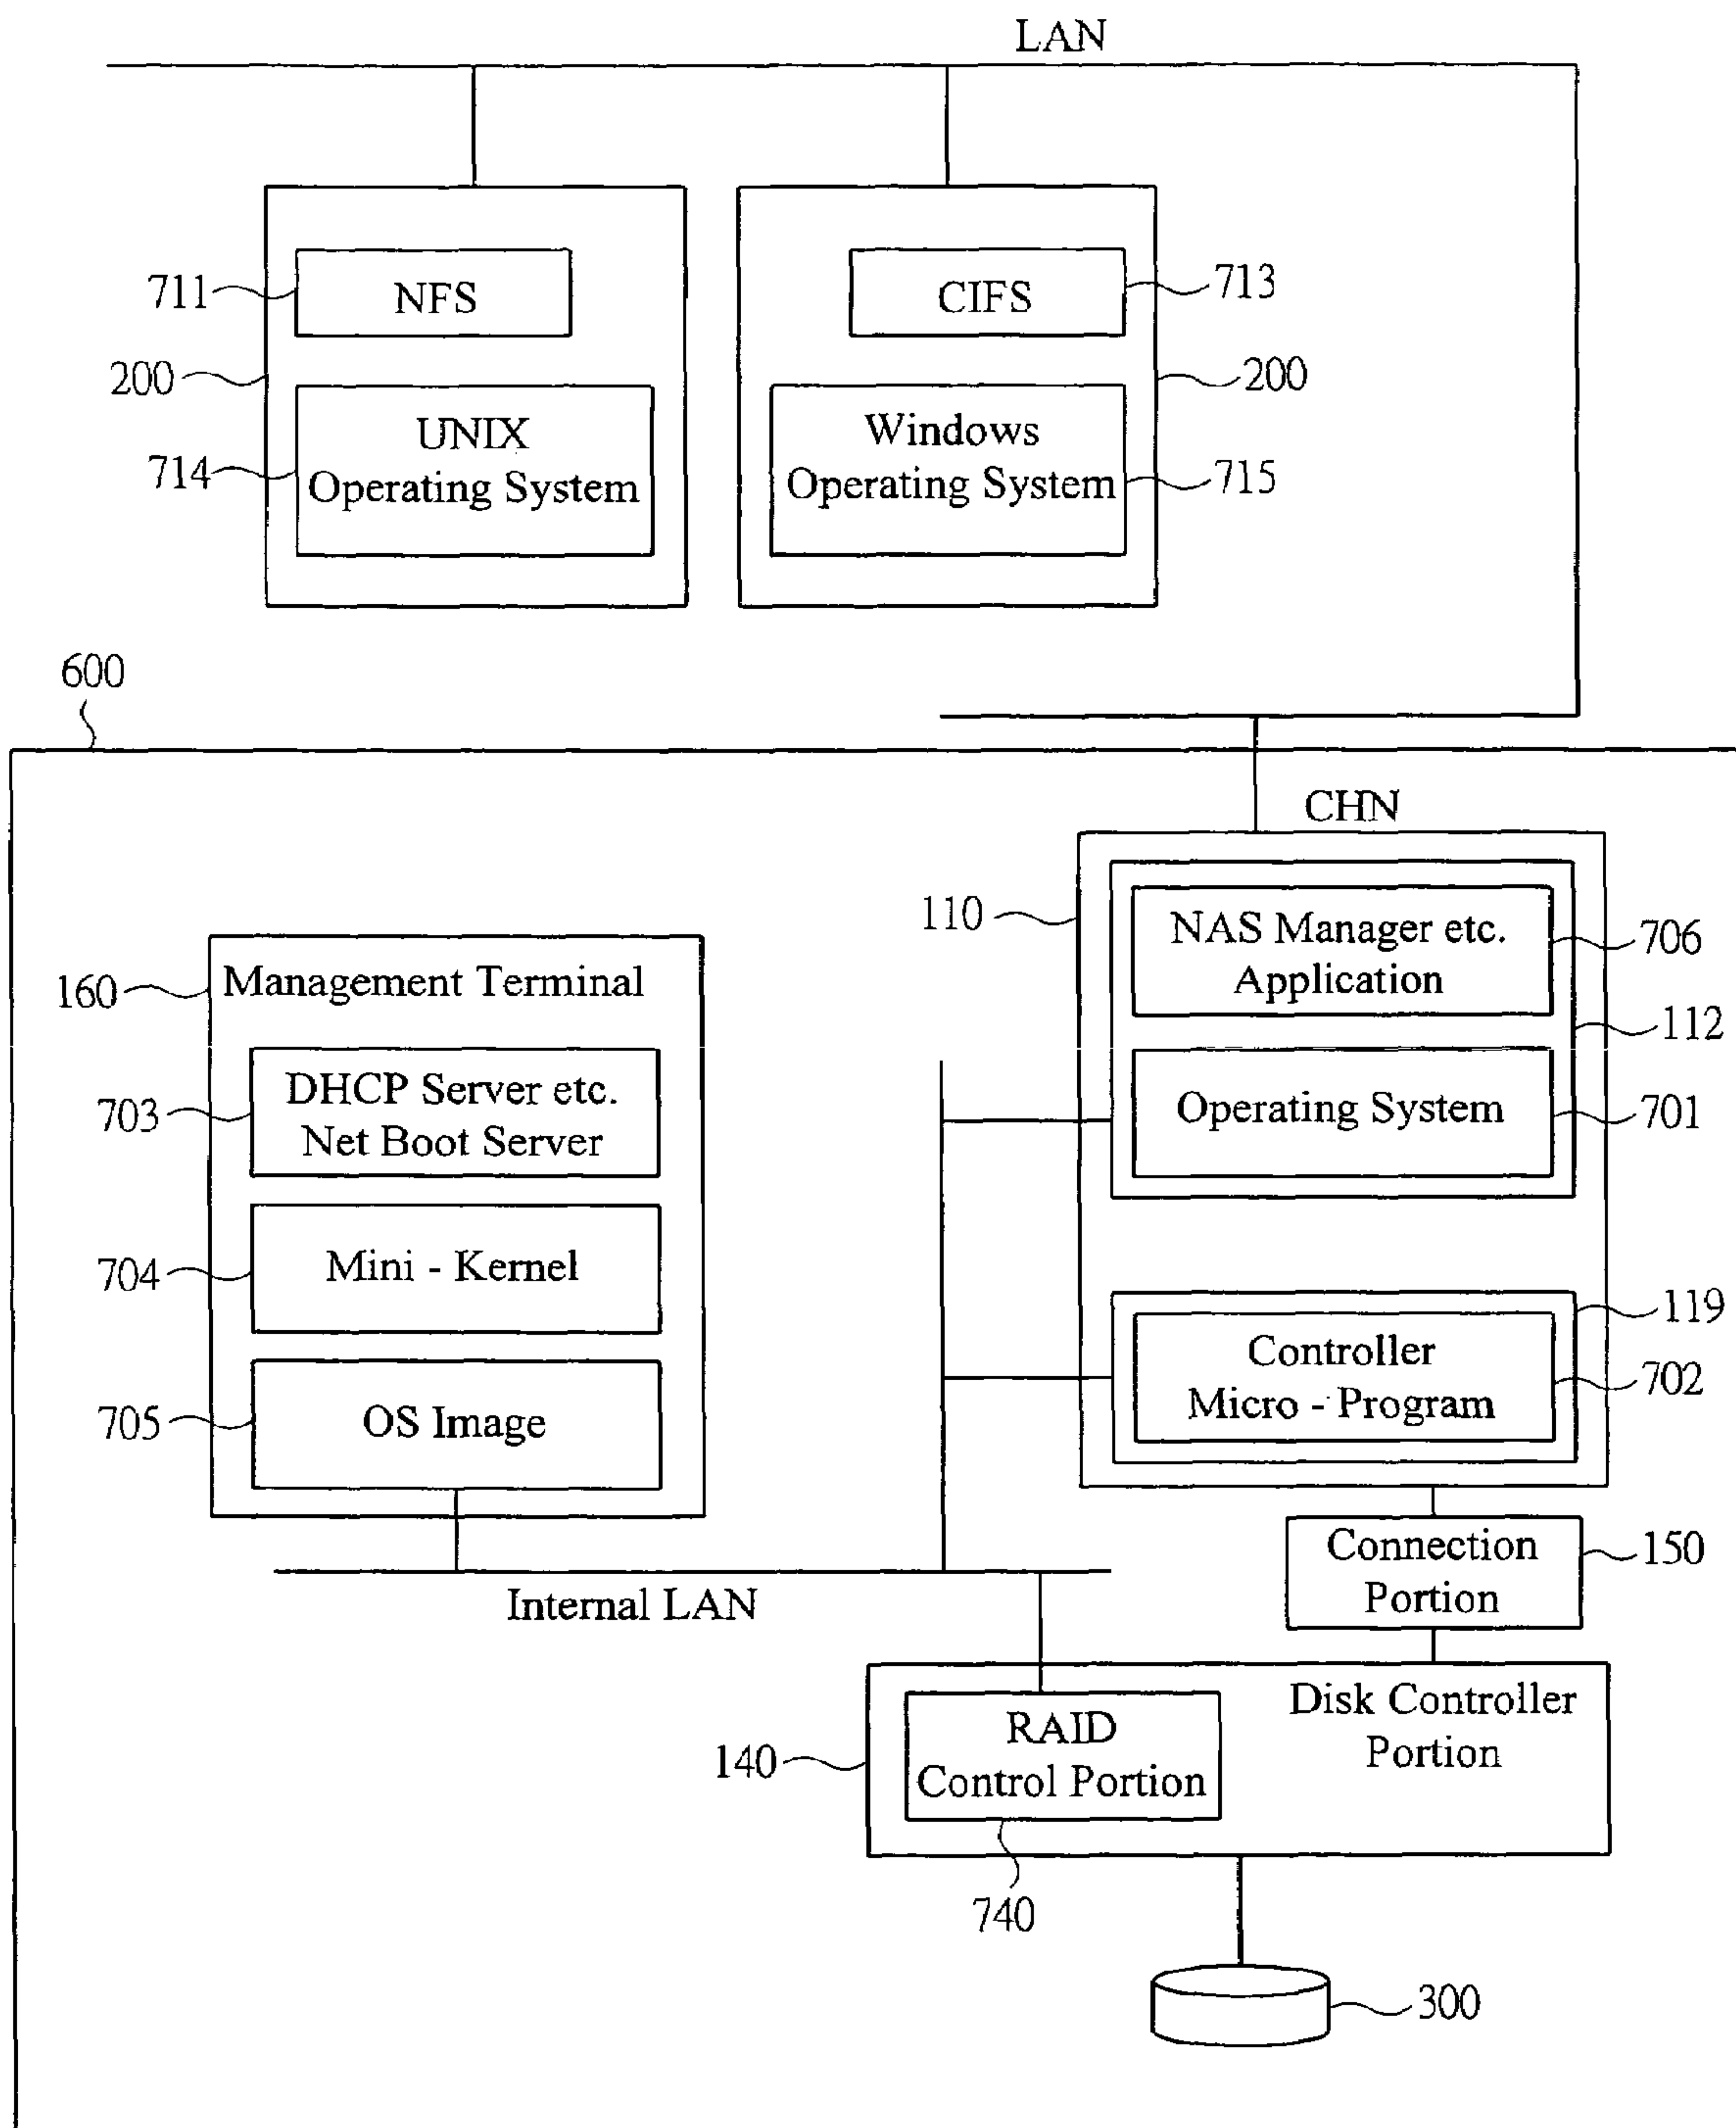 LAN
711
NFS
CIFS
713
200
200
UNIX
Operating System
714
Windows
Operating System
715
600
CHN
110
NAS Manager etc.
Application
706
112
Operating System
701
160
Management Terminal
703
DHCP Server etc.
Net Boot Server
704
Mini - Kernel
705
OS Image
119
Controller
Micro - Program
702
Connection
Portion
150
Internal LAN
140
RAID
Control Portion
740
Disk Controller
Portion
300